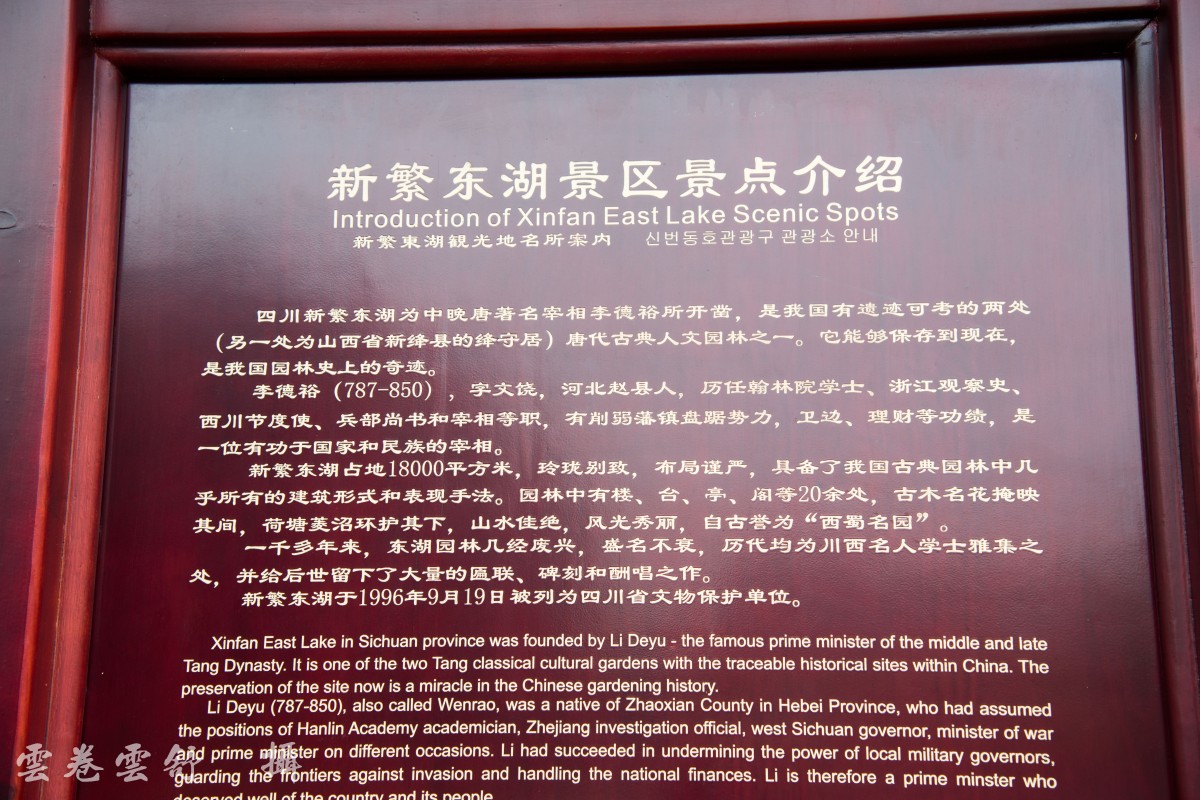 新繁东湖景区景点介绍
Introduction of Xinfan East Lake Scenic Spots
新繁東湖観光地名所案内 신번동호관광구 관광소 안내
四川新繁东湖为中晚唐著名宰相李德裕所开凿，是我国有遗迹可考的两处
（另一处为山西省新绛县的绛守居）唐代古典人文园林之一。它能够保存到现在，
是我国园林史上的奇迹。
李德裕（787-850），字文饶，河北赵县人，历任翰林院学士、浙江观察史、
西川节度使、兵部尚书和宰相等职，有削弱藩镇盘踞势力，卫边、理财等功绩，是
一位有功于国家和民族的宰相。
新繁东湖占地18000平方米，玲珑别致，布局谨严，具备了我国古典园林中几
乎所有的建筑形式和表现手法。园林中有楼、台、亭、阁等20余处，古木名花掩映
其间，荷塘菱沼环护其下，山水佳绝，风光秀丽，自古誉为“西蜀名园”。
一千多年来，东湖园林几经废兴，盛名不衰，历代均为川西名人学士雅集之
处，并给后世留下了大量的匾联、碑刻和酬唱之作。
新繁东湖于1996年9月19日被列为四川省文物保护单位。
Xinfan East Lake in Sichuan province was founded by Li Deyu - the famous prime minister of the middle and late
Tang Dynasty. It is one of the two Tang classical cultural gardens with the traceable historical sites within China. The
preservation of the site now is a miracle in the Chinese gardening history.
Li Deyu (787-850), also called Wenrao, was a native of Zhaoxian County in Hebei Province, who had assumed
the positions of Hanlin Academy academician, Zhejiang investigation official, west Sichuan governor, minister of war
and prime minister on different occasions. Li had succeeded in undermining the power of local military governors,
guarding the frontiers against invasion and handling the national finances. Li is therefore a prime minster who
deserved well of the country and its people.
雲卷雲舒 攝